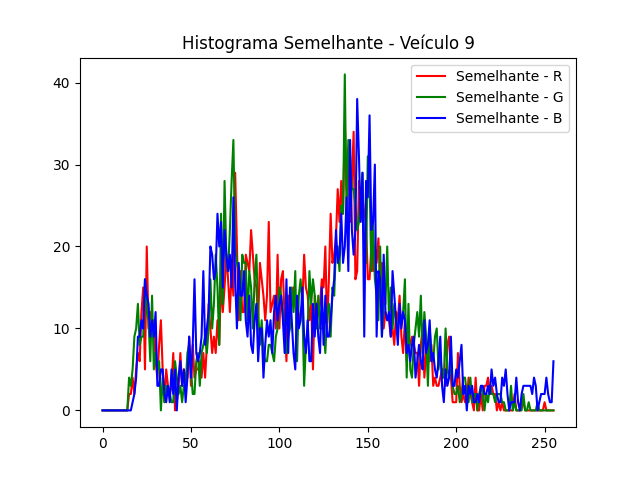 Histograma Semelhante - Veículo 9
Semelhante - R
Semelhante - G
Semelhante - B
40
30
20
10
0
0 50 100 150 200 250